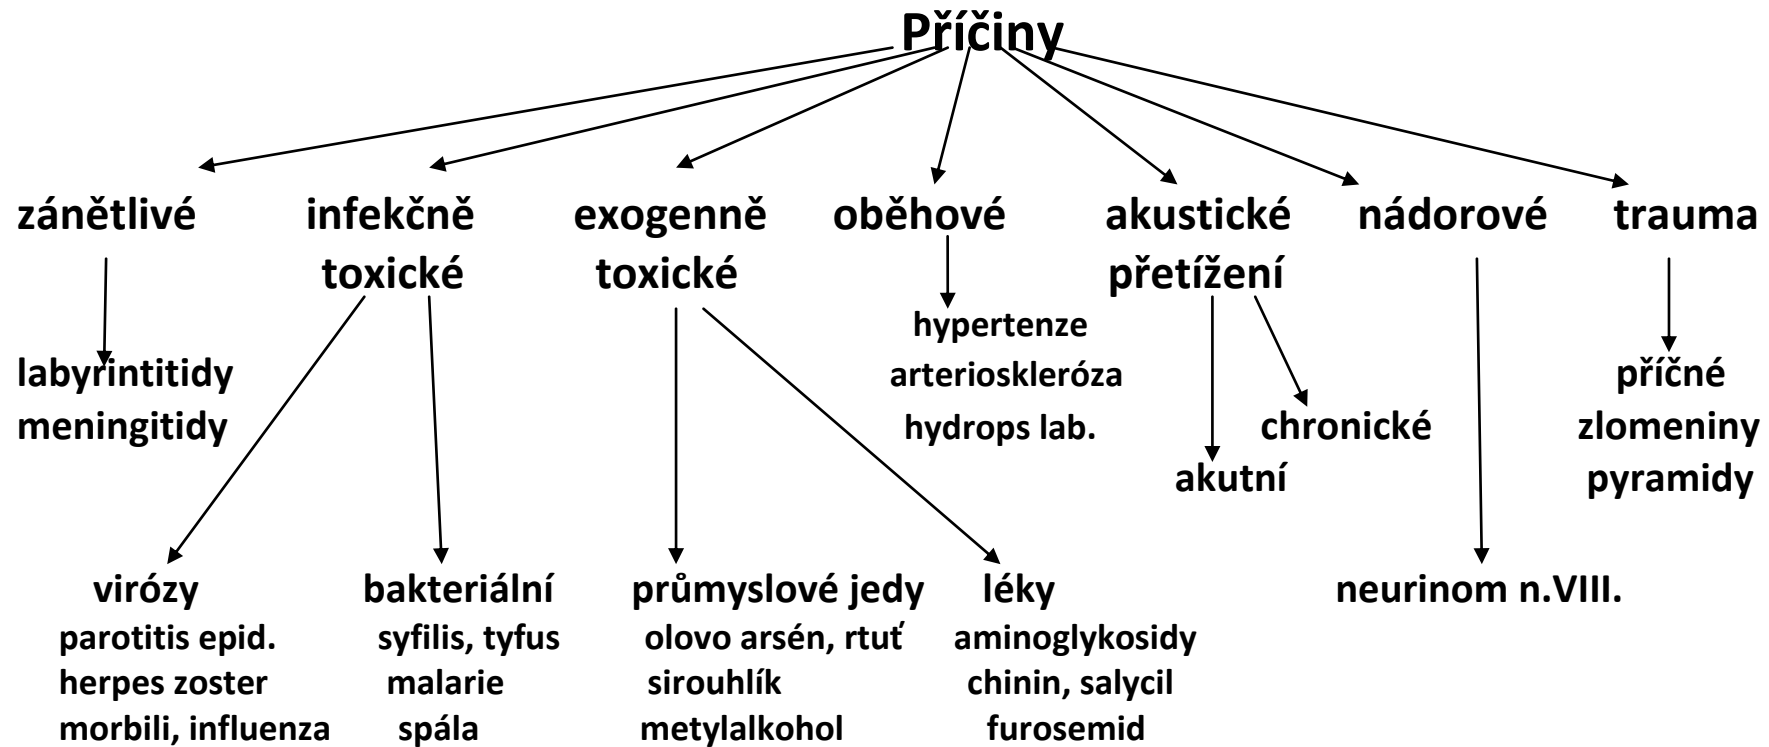 Příčiny
zánětlivé
infekčně
toxické
exogenně
toxické
oběhové
akustické
přetížení
nádorové
trauma
labyrintitidy
meningitidy
hypertenze
arterioskleróza
hydrops lab.
chronické
akutní
příčné
zlomeniny
pyramidy
virózy
parotitis epid.
herpes zoster
morbili, influenza
bakteriální
syfilis, tyfus
malarie
spála
průmyslové jedy
olovo arsén, rtuť
sirouhlík
metylalkohol
léky
aminoglykosidy
chinin, salycil
furosemid
neurinom n.VIII.